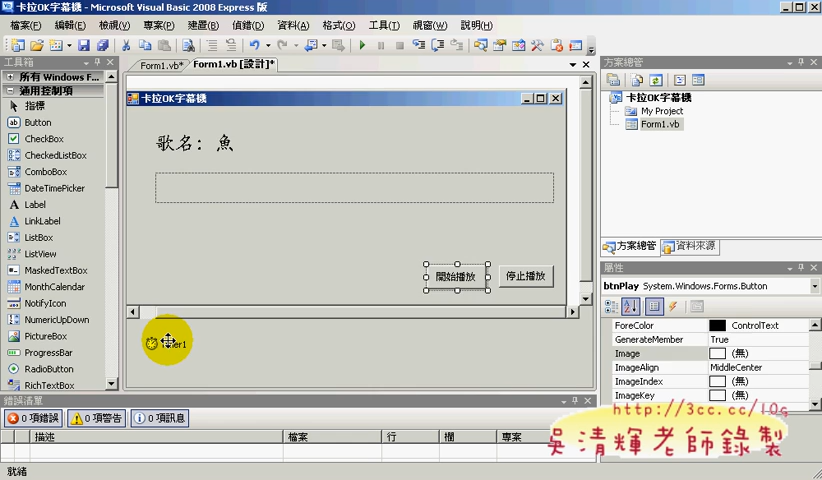 卡拉OK字幕機 - Microsoft Visual Basic 2008 Express 版
檔案(F) 編輯(E) 檢視(V) 專案(P) 建置(B) 偵錯(D) 資料(A) 格式(O) 工具(T) 視窗(W) 說明(H)
工具箱
所有 Windows F...
通用控制項
指標
Button
CheckBox
CheckedListBox
ComboBox
DateTimePicker
Label
LinkLabel
ListBox
ListView
MaskedTextBox
MonthCalendar
NotifyIcon
NumericUpDown
PictureBox
ProgressBar
RadioButton
RichTextBox
Form1.vb* Form1.vb [設計]*
卡拉OK字幕機
歌名: 魚
開始播放 停止播放
方案總管
卡拉OK字幕機
My Project
Form1.vb
方案總管 資料來源
屬性
btnPlay System.Windows.Forms.Button
ForeColor ControlText
GenerateMember True
Image (無)
ImageAlign MiddleCenter
ImageIndex (無)
ImageKey (無)
http://3cc.cc/10g
吳清輝老師錄製
錯誤清單
0 項錯誤 0 項警告 0 項訊息
描述 檔案 行 欄 專案
就緒